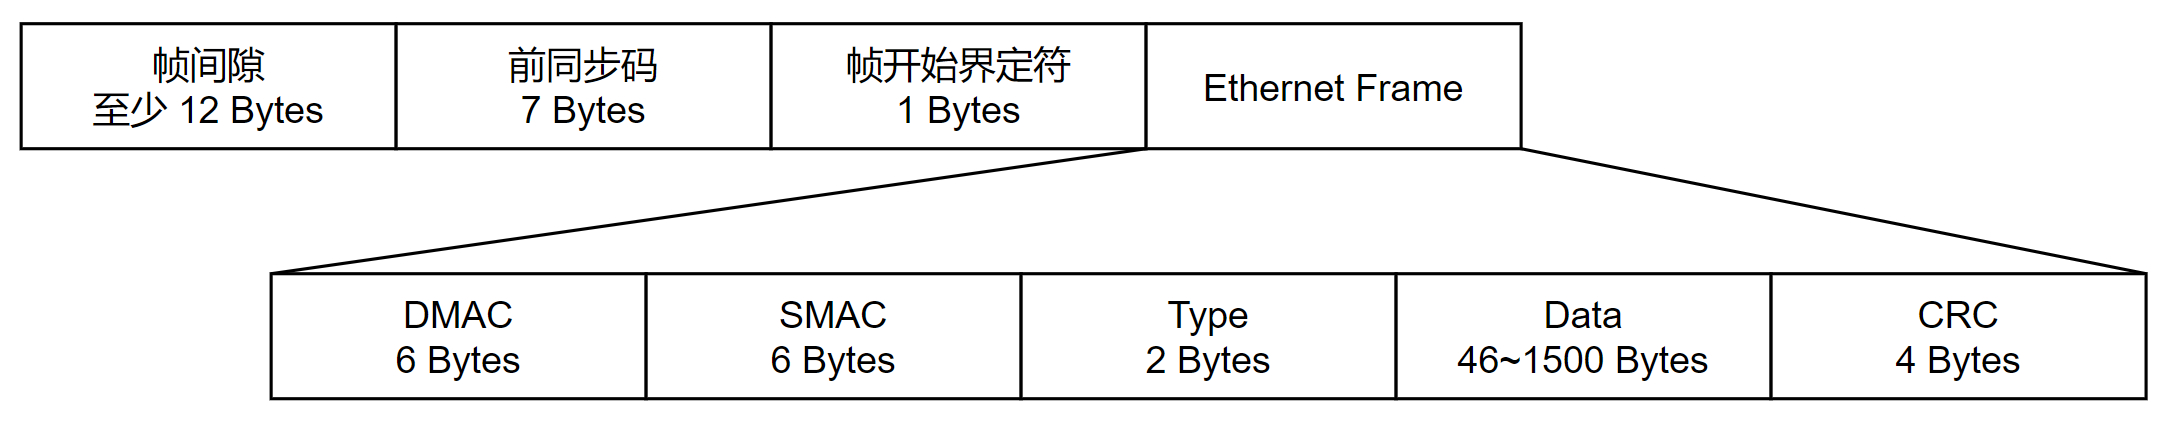 帧间隙
至少 12 Bytes
前同步码
7 Bytes
帧开始界定符
1 Bytes
Ethernet Frame
DMAC
6 Bytes
SMAC
6 Bytes
Type
2 Bytes
Data
46~1500 Bytes
CRC
4 Bytes